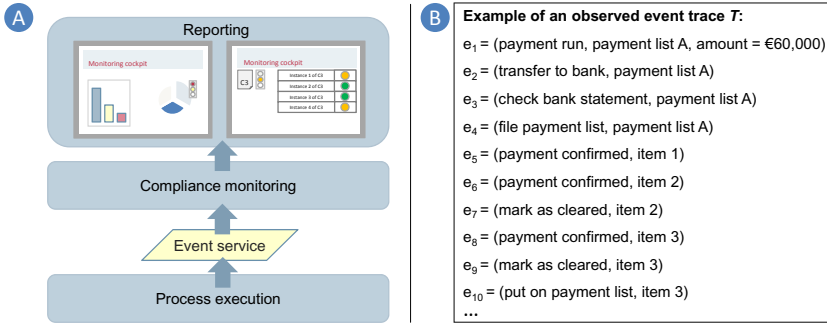 A
Reporting
Monitoring cockpit
Monitoring cockpit
C3
Instance 1 of C3
Instance 2 of C3
Instance 3 of C3
Instance 4 of C3
Compliance monitoring
Event service
Process execution
B
Example of an observed event trace T:
e1 = (payment run, payment list A, amount = €60,000)
e2 = (transfer to bank, payment list A)
e3 = (check bank statement, payment list A)
e4 = (file payment list, payment list A)
e5 = (payment confirmed, item 1)
e6 = (payment confirmed, item 2)
e7 = (mark as cleared, item 2)
e8 = (payment confirmed, item 3)
e9 = (mark as cleared, item 3)
e10 = (put on payment list, item 3)
...